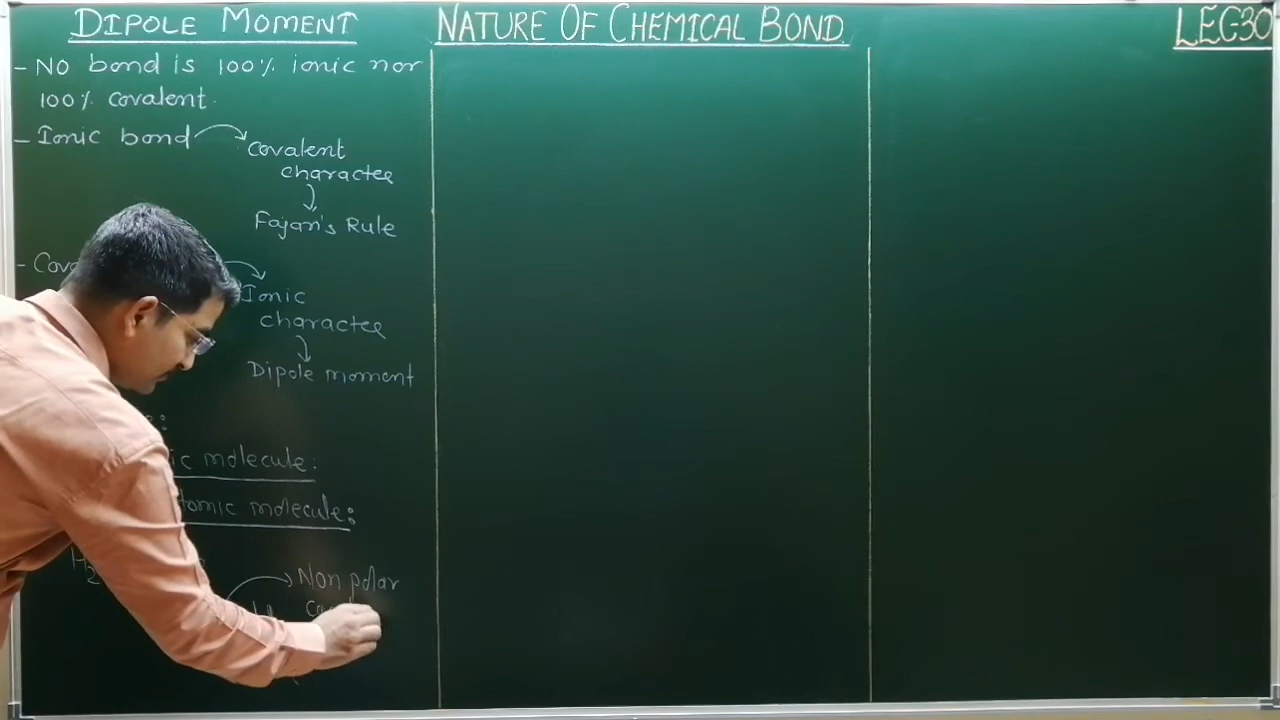 DIPOLE MOMENT
NATURE OF CHEMICAL BOND
LEC30
- NO bond is 100% ionic nor
100% covalent.
- Ionic bond
Covalent
character
Fajan's Rule
-
Ionic
character
Dipole moment
molecule:
molecule:
Non polar